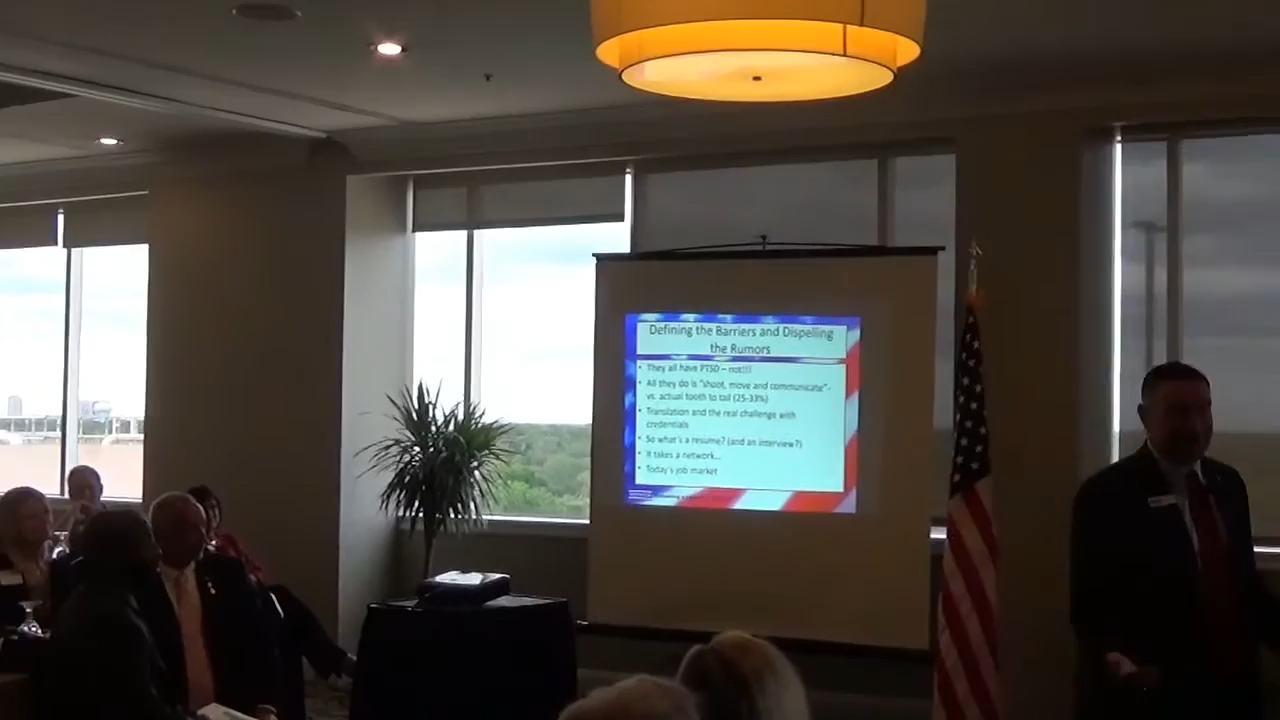 Defining the Barriers and Dispelling
the Rumors
• They all have PTSD – not!!!
• All they do is "shoot, move and communicate"-
vs. actual tooth to tail (25-33%)
• Translation and the real challenge with
credentials
• So what's a resume? (and an interview?)
• It takes a network...
• Today's job market